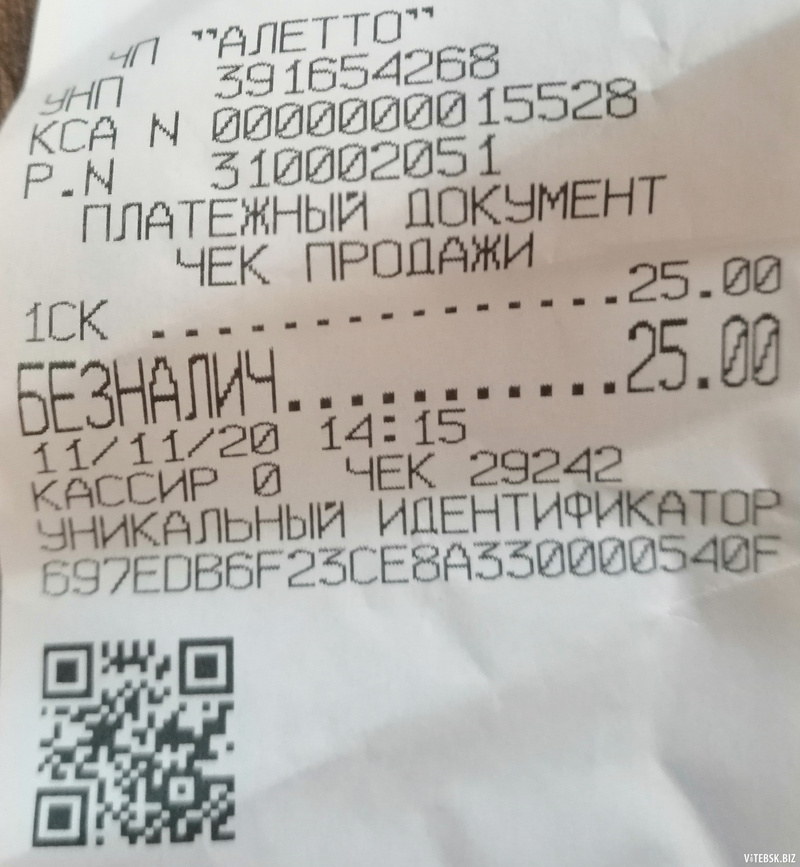 ЧП "АЛЕТТО"
УНП 391654268
КСА N 00000000015528
Р.N 310002051
ПЛАТЕЖНЫЙ ДОКУМЕНТ
ЧЕК ПРОДАЖИ
1СК .............25.00
БЕЗНАЛИЧ...........25.00
11/11/20 14:15
КАССИР 0 ЧЕК 29242
УНИКАЛЬНЫЙ ИДЕНТИФИКАТОР
697EDB6F23CE8A330000540F
VITEBSK.BIZ